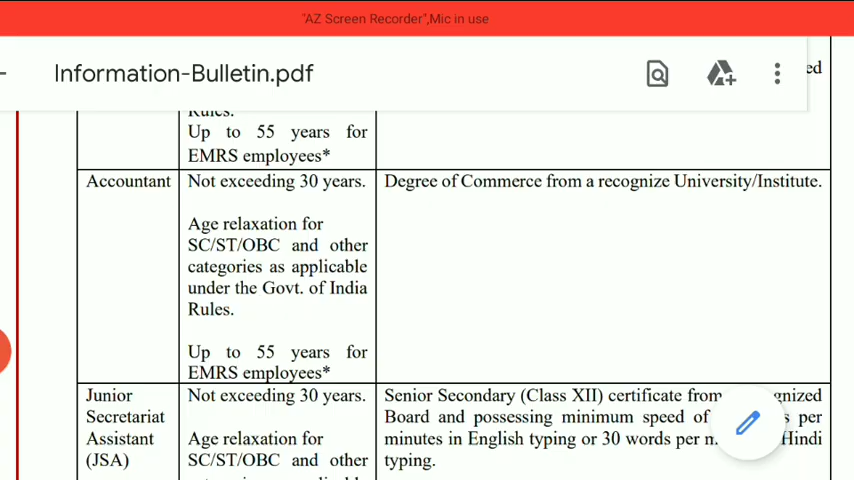 "AZ Screen Recorder",Mic in use
Information-Bulletin.pdf
ed
Rules.
Up to 55 years for
EMRS employees*
Accountant
Not exceeding 30 years.
Age relaxation for
SC/ST/OBC and other
categories as applicable
under the Govt. of India
Rules.
Up to 55 years for
EMRS employees*
Degree of Commerce from a recognize University/Institute.
Junior
Secretariat
Assistant
(JSA)
Not exceeding 30 years.
Age relaxation for
SC/ST/OBC and other
Senior Secondary (Class XII) certificate from
Board and possessing minimum speed of per
minutes in English typing or 30 words per Hindi
typing.